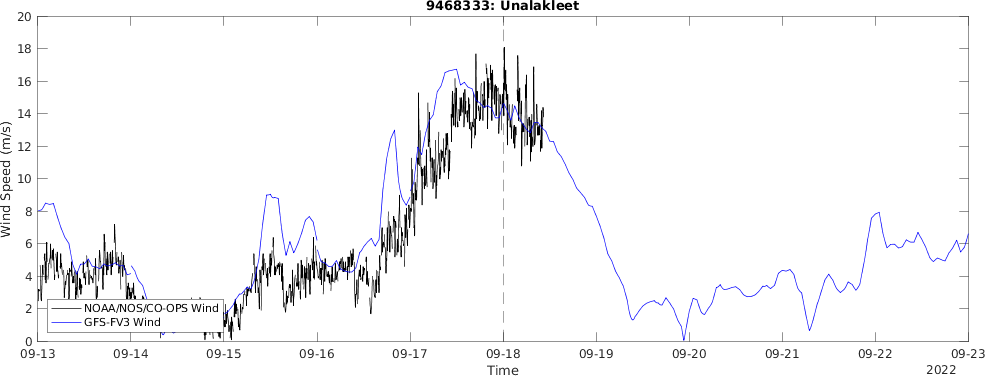 9468333: Unalakleet
Wind Speed (m/s)
20
18
16
14
12
10
8
6
4
2
0
NOAA/NOS/CO-OPS Wind
GFS-FV3 Wind
09-13 09-14 09-15 09-16 09-17 09-18 09-19 09-20 09-21 09-22 09-23
Time
2022